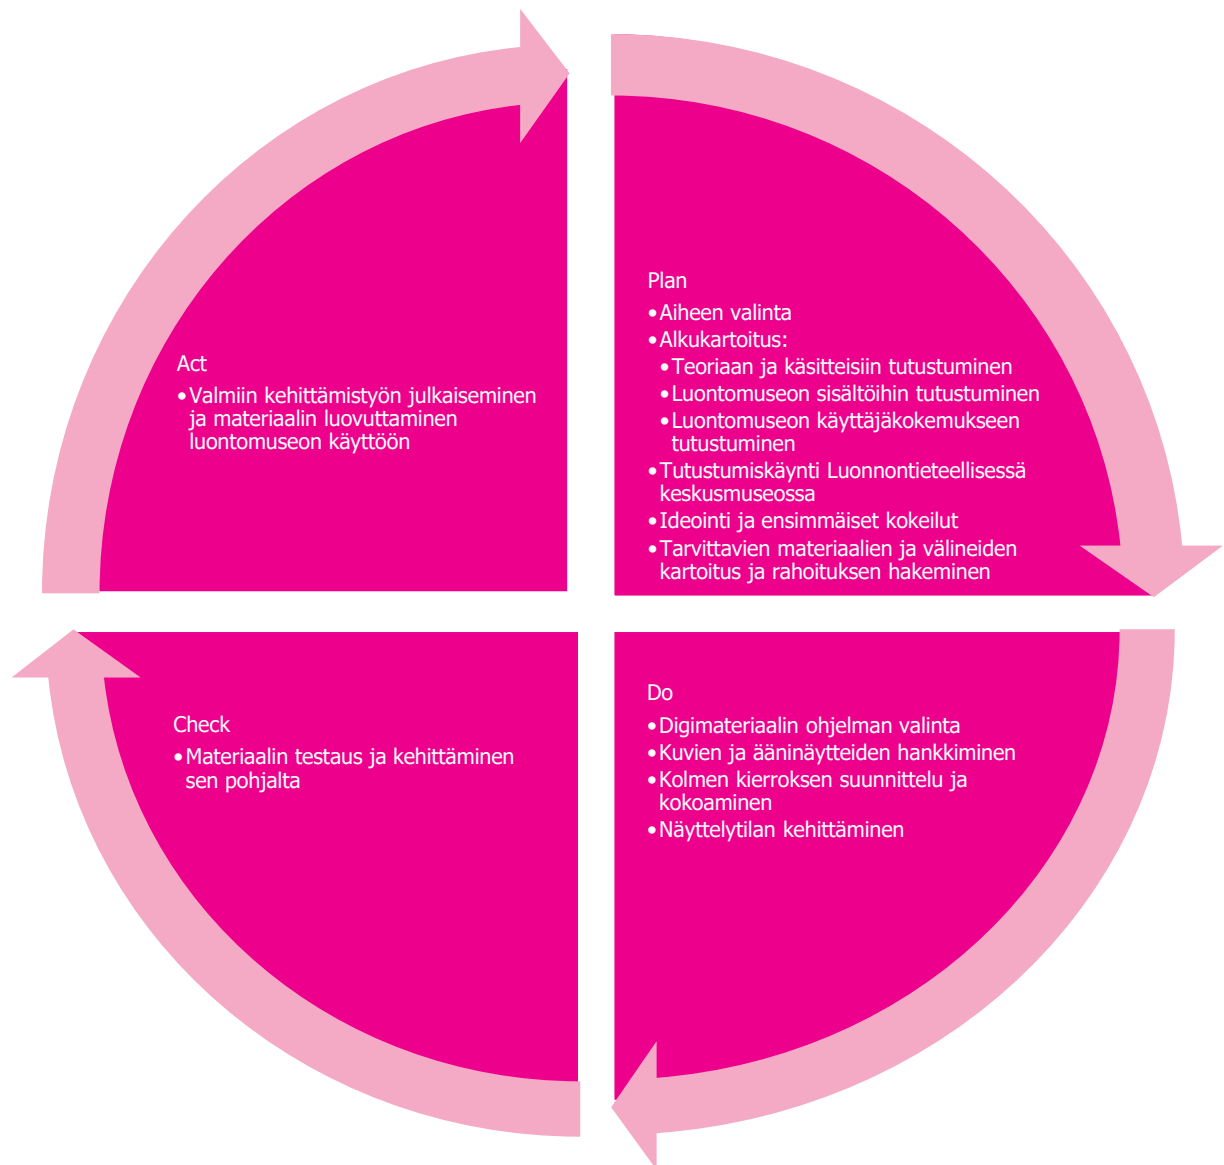 Plan
•Aiheen valinta
•Alkukartoitus:
•Teoriaan ja käsitteisiin tutustuminen
•Luontomuseon sisältöihin tutustuminen
•Luontomuseon käyttäjäkokemukseen
tutustuminen
•Tutustumiskäynti Luonnontieteellisessä
keskusmuseossa
•Ideointi ja ensimmäiset kokeilut
•Tarvittavien materiaalien ja välineiden
kartoitus ja rahoituksen hakeminen
Do
•Digimateriaalin ohjelman valinta
•Kuvien ja ääninäytteiden hankkiminen
•Kolmen kierroksen suunnittelu ja
kokoaminen
•Näyttelytilan kehittäminen
Check
•Materiaalin testaus ja kehittäminen
sen pohjalta
Act
•Valmiin kehittämistyön julkaiseminen
ja materiaalin luovuttaminen
luontomuseon käyttöön